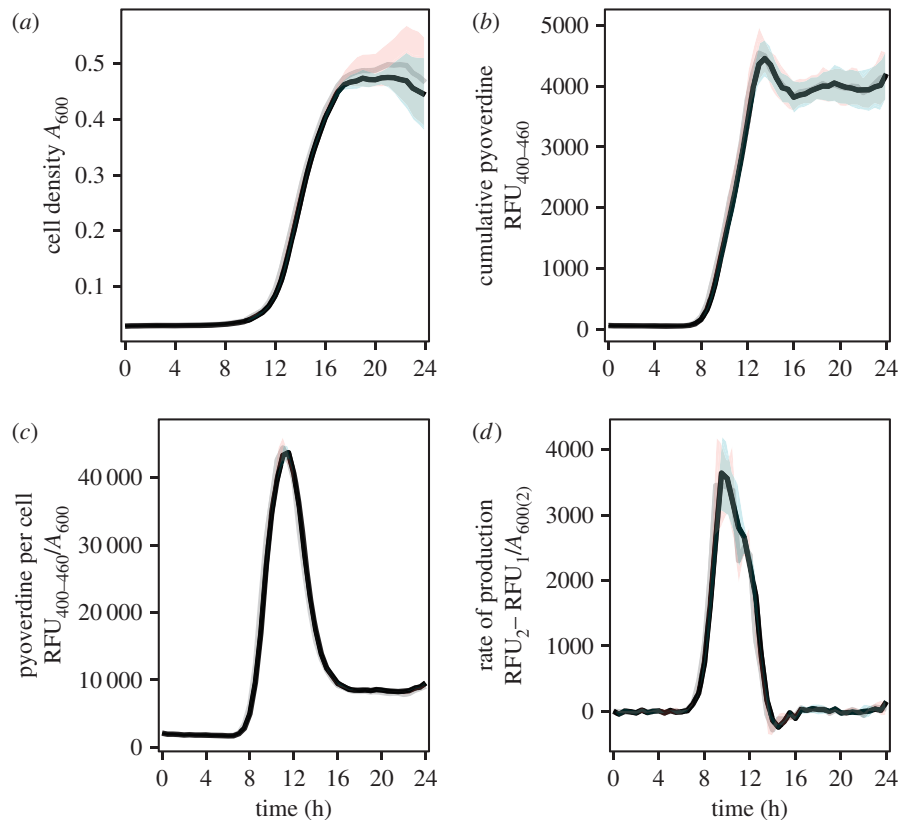 (a)
cell density A600
0.5
0.4
0.3
0.2
0.1
0 4 8 12 16 20 24
(b)
cumulative pyoverdine
RFU400–460
5000
4000
3000
2000
1000
0
0 4 8 12 16 20 24
(c)
pyoverdine per cell
RFU400–460/A600
40 000
30 000
20 000
10 000
0
0 4 8 12 16 20 24
time (h)
(d)
rate of production
RFU2– RFU1/A600(2)
4000
3000
2000
1000
0
0 4 8 12 16 20 24
time (h)